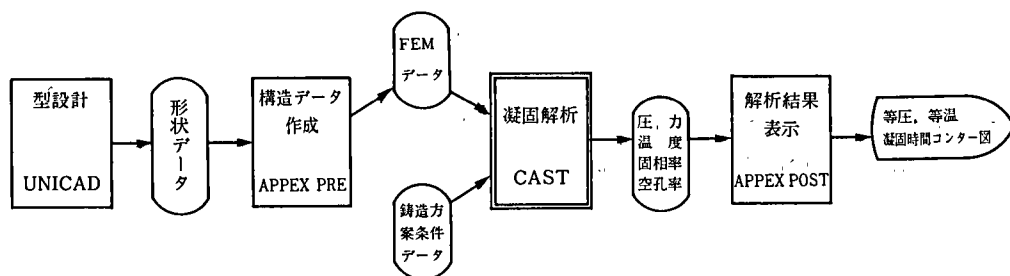 型設計
UNICAD
形状データ
構造データ
作成
APPEX PRE
FEM
データ
鋳造方
案条件
データ
凝固解析
CAST
圧力
温度
固相率
空孔率
解析結果
表示
APPEX POST
等圧,等温
凝固時間コンター図